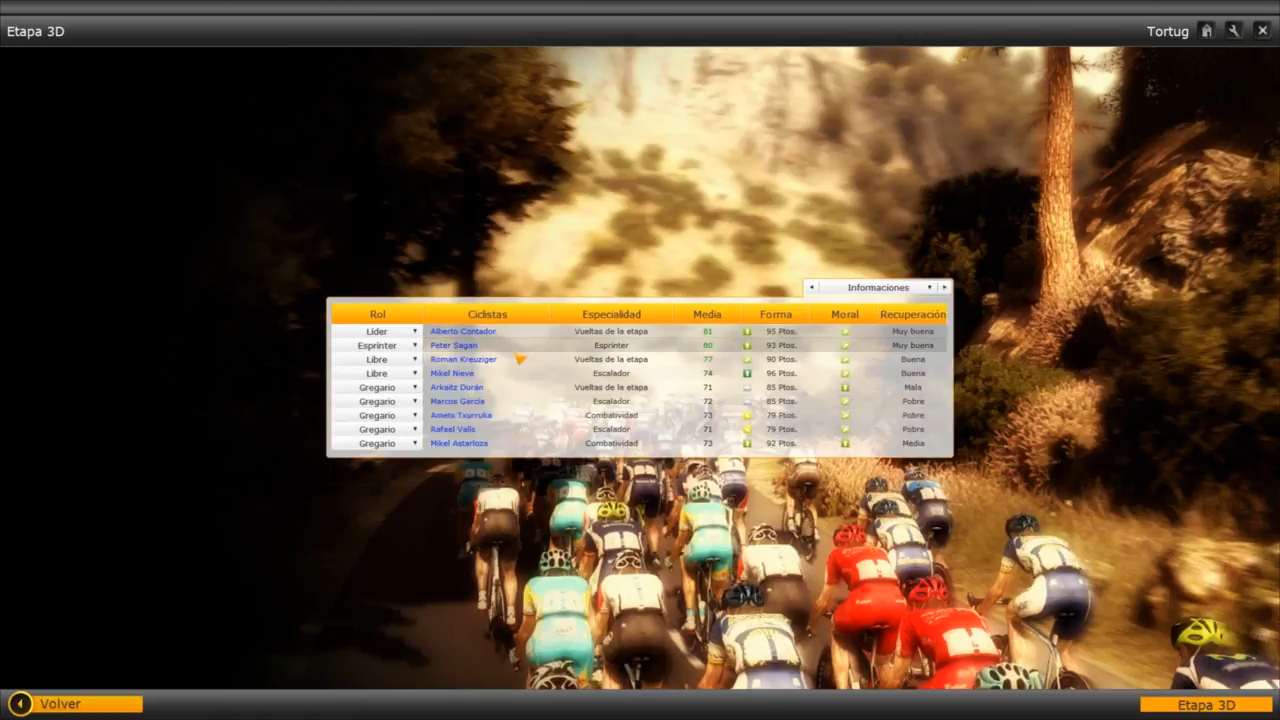 Etapa 3D Tortug
Informaciones
Rol Ciclistas Especialidad Media Forma Moral Recuperación
Líder Alberto Contador Vueltas de la etapa 81 95 Ptos. Muy buena
Esprinter Peter Sagan Esprinter 80 93 Ptos. Muy buena
Libre Roman Kreuziger Vueltas de la etapa 77 90 Ptos. Buena
Libre Mikel Nieve Escalador 74 96 Ptos. Buena
Gregario Arkaitz Durán Vueltas de la etapa 71 85 Ptos. Mala
Gregario Marcos García Escalador 72 85 Ptos. Pobre
Gregario Amets Txurruka Combatividad 73 79 Ptos. Pobre
Gregario Rafael Valls Escalador 71 79 Ptos. Pobre
Gregario Mikel Astarloza Combatividad 73 92 Ptos. Media
Volver Etapa 3D